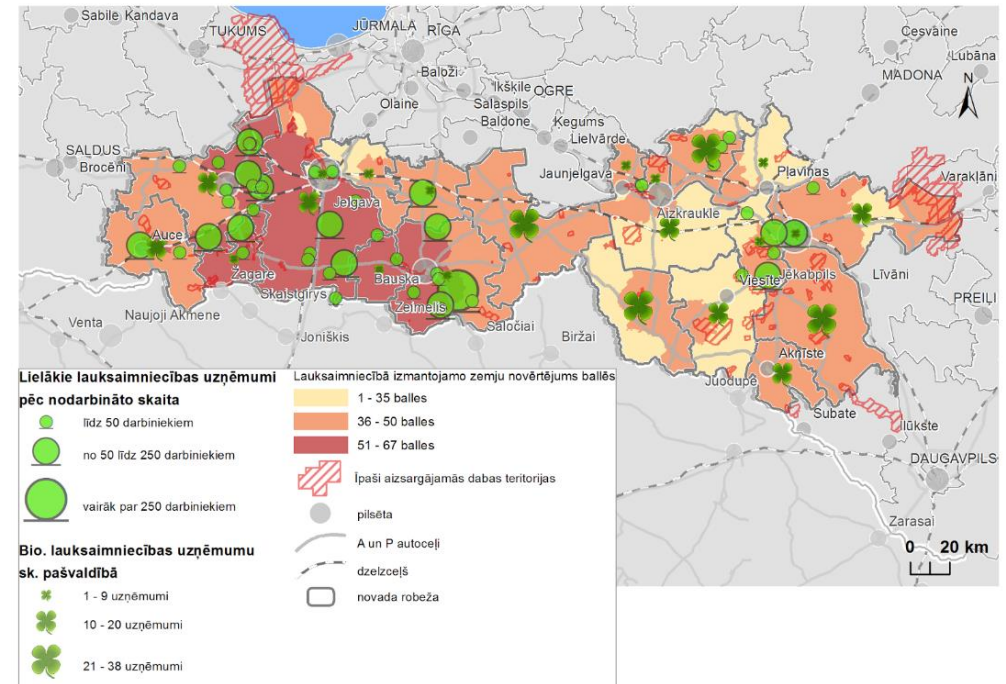 Sabile Kandava
TUKUMS
JŪRMALA
RĪGA
Cesvaine
Lubāna
Baloži
MADONA
N
Ikšķile
OGRE
Olaine
Salaspils
Baldone
Ķegums
Lielvārde
SALDUS
Brocēni
Jaunjelgava
Pļaviņas
Varakļāni
Jelgava
Aizkraukle
Auce
Žagare
Bauska
Viesīte
Jēkabpils
Līvāni
Skaistgirys
Žeimelis
PREIĻI
Venta
Naujoji Akmene
Joniškis
Saločiai
Biržai
Aknīste
Juodupė
Subate
Ilūkste
DAUGAVPILS
Zarasai
0 20 km
Lielākie lauksaimniecības uzņēmumi
pēc nodarbināto skaita
līdz 50 darbiniekiem
no 50 līdz 250 darbiniekiem
vairāk par 250 darbiniekiem
Bio. lauksaimniecības uzņēmumu
sk. pašvaldībā
1 - 9 uzņēmumi
10 - 20 uzņēmumi
21 - 38 uzņēmumi
Lauksaimniecībā izmantojamo zemju novērtējums ballēs
1 - 35 balles
36 - 50 balles
51 - 67 balles
Īpaši aizsargājamās dabas teritorijas
pilsēta
A un P autoceļi
dzelzceļš
novada robeža